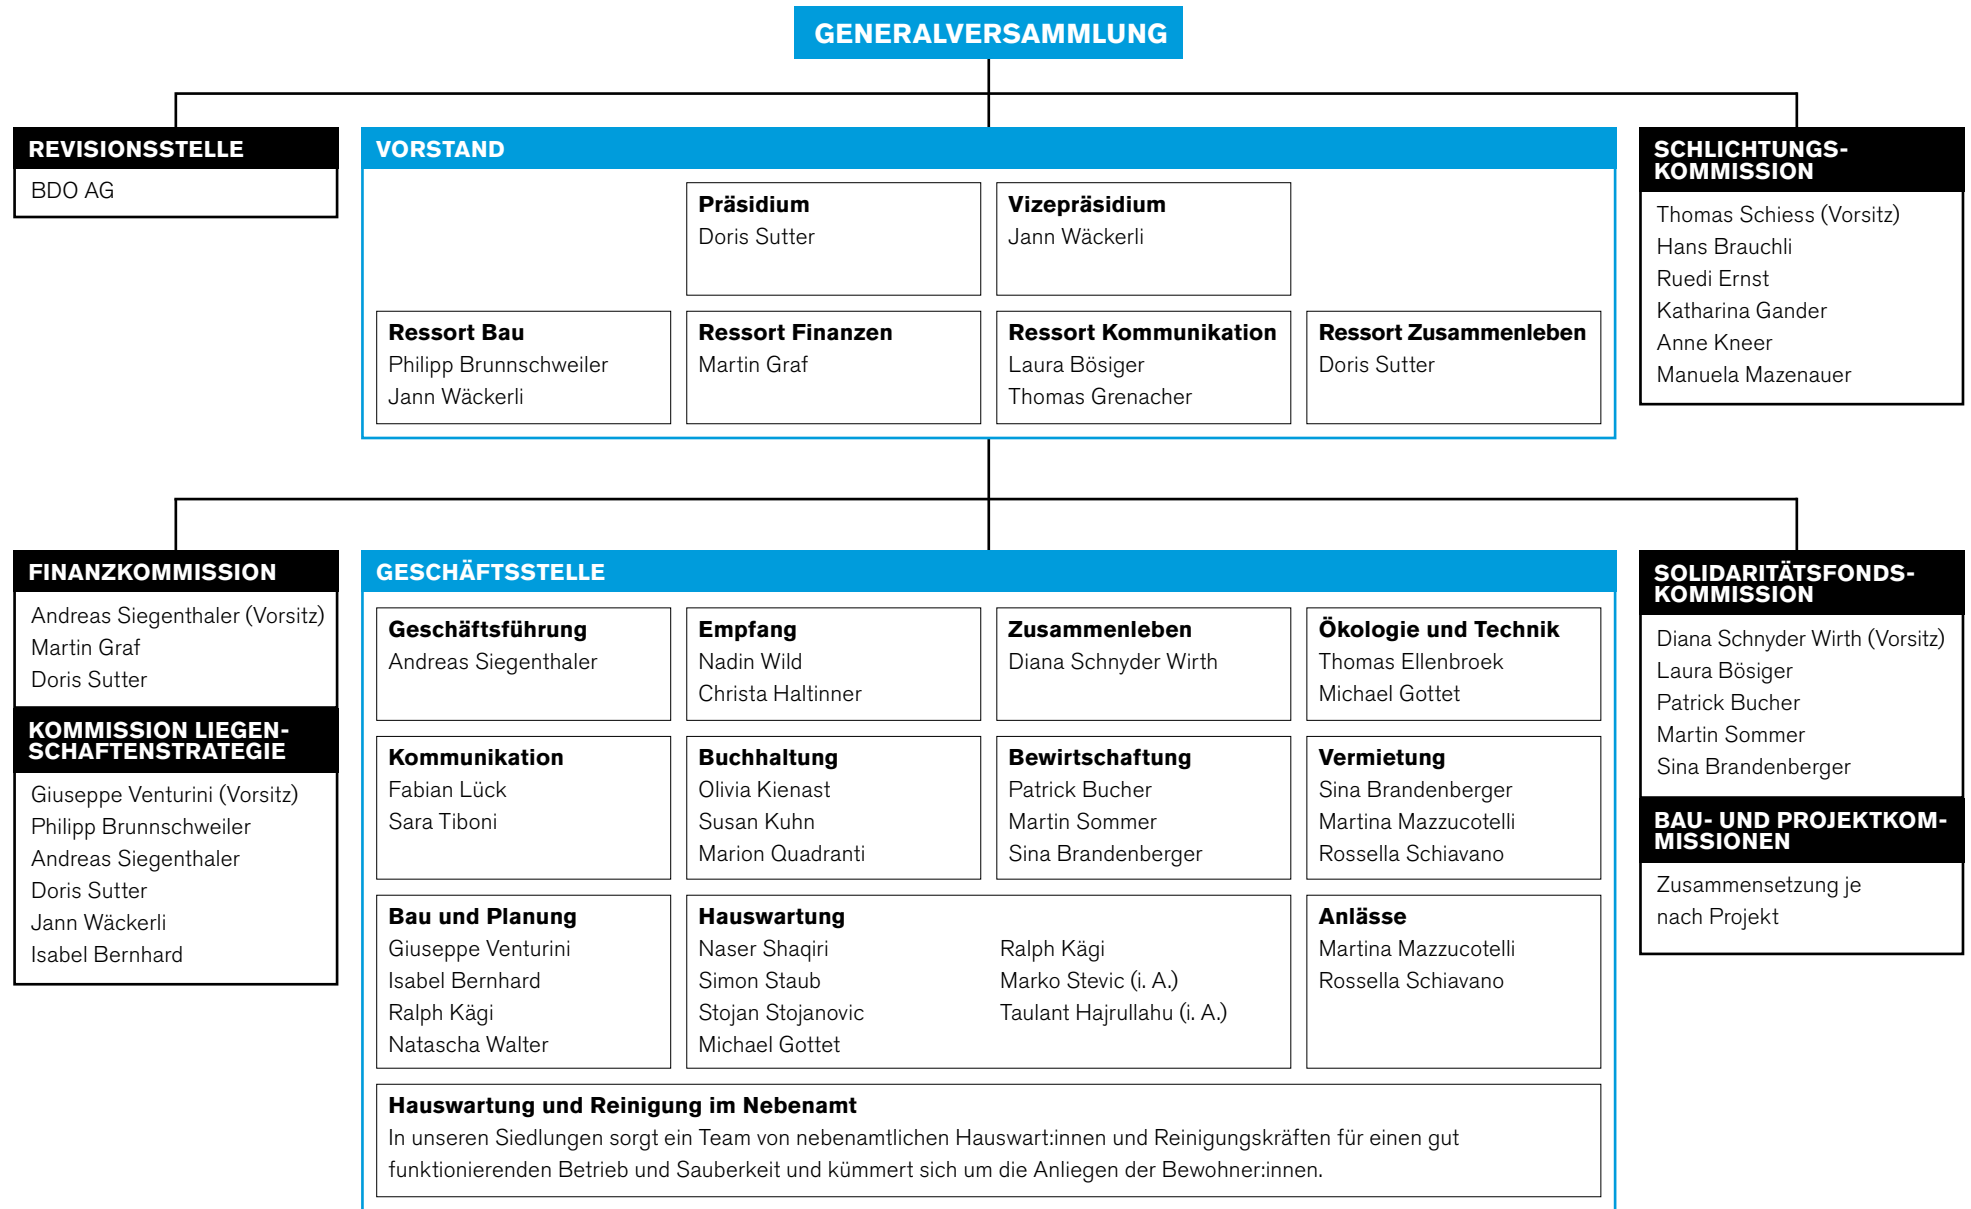 GENERALVERSAMMLUNG
REVISIONSSTELLE
BDO AG
VORSTAND
Präsidium
Doris Sutter
Vizepräsidium
Jann Wäckerli
Ressort Bau
Philipp Brunnschweiler
Jann Wäckerli
Ressort Finanzen
Martin Graf
Ressort Kommunikation
Laura Bösiger
Thomas Grenacher
Ressort Zusammenleben
Doris Sutter
SCHLICHTUNGS-
KOMMISSION
Thomas Schiess (Vorsitz)
Hans Brauchli
Ruedi Ernst
Katharina Gander
Anne Kneer
Manuela Mazenauer
FINANZKOMMISSION
Andreas Siegenthaler (Vorsitz)
Martin Graf
Doris Sutter
KOMMISSION LIEGEN-
SCHAFTENSTRATEGIE
Giuseppe Venturini (Vorsitz)
Philipp Brunnschweiler
Andreas Siegenthaler
Doris Sutter
Jann Wäckerli
Isabel Bernhard
GESCHÄFTSSTELLE
Geschäftsführung
Andreas Siegenthaler
Empfang
Nadin Wild
Christa Haltinner
Zusammenleben
Diana Schnyder Wirth
Ökologie und Technik
Thomas Ellenbroek
Michael Gottet
Kommunikation
Fabian Lück
Sara Tiboni
Buchhaltung
Olivia Kienast
Susan Kuhn
Marion Quadranti
Bewirtschaftung
Patrick Bucher
Martin Sommer
Sina Brandenberger
Vermietung
Sina Brandenberger
Martina Mazzucotelli
Rossella Schiavano
Bau und Planung
Giuseppe Venturini
Isabel Bernhard
Ralph Kägi
Natascha Walter
Hauswartung
Naser Shaqiri
Simon Staub
Stojan Stojanovic
Michael Gottet
Ralph Kägi
Marko Stevic (i. A.)
Taulant Hajrullahu (i. A.)
Anlässe
Martina Mazzucotelli
Rossella Schiavano
Hauswartung und Reinigung im Nebenamt
In unseren Siedlungen sorgt ein Team von nebenamtlichen Hauswart:innen und Reinigungskräften für einen gut
funktionierenden Betrieb und Sauberkeit und kümmert sich um die Anliegen der Bewohner:innen.
SOLIDARITÄTSFONDS-
KOMMISSION
Diana Schnyder Wirth (Vorsitz)
Laura Bösiger
Patrick Bucher
Martin Sommer
Sina Brandenberger
BAU- UND PROJEKTKOM-
MISSIONEN
Zusammensetzung je
nach Projekt